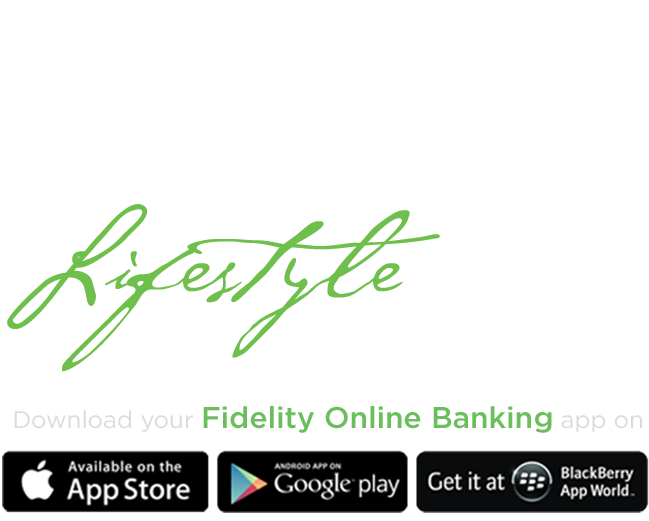 Lifestyle
Download your Fidelity Online Banking app on
Available on the
App Store
ANDROID APP ON
Google play
Get it at
BlackBerry
App World™